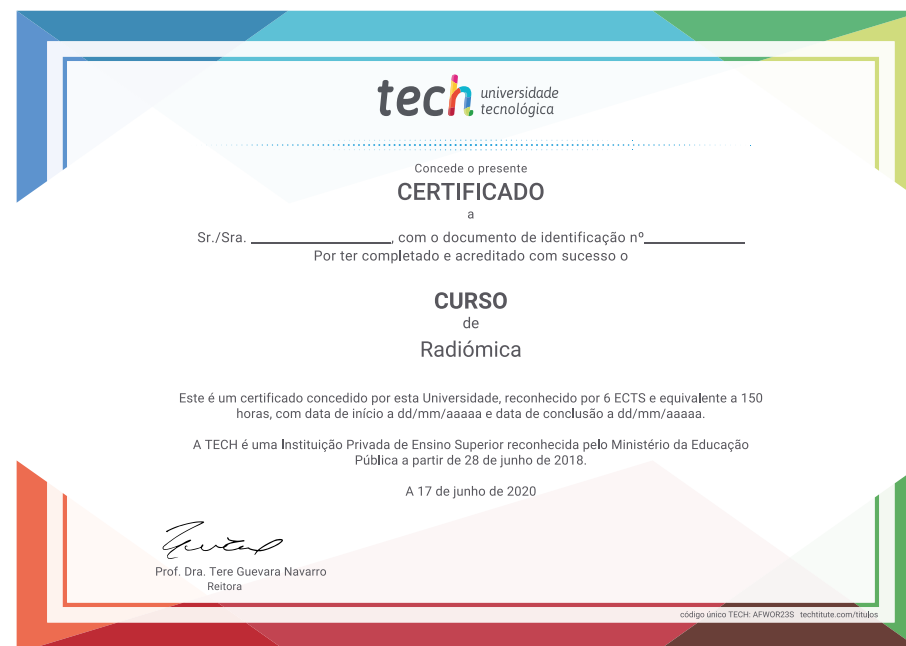 tech universidade
tecnológica
Concede o presente
CERTIFICADO
a
Sr./Sra. ____________________, com o documento de identificação nº______________
Por ter completado e acreditado com sucesso o
CURSO
de
Radiómica
Este é um certificado concedido por esta Universidade, reconhecido por 6 ECTS e equivalente a 150
horas, com data de início a dd/mm/aaaaa e data de conclusão a dd/mm/aaaaa.
A TECH é uma Instituição Privada de Ensino Superior reconhecida pelo Ministério da Educação
Pública a partir de 28 de junho de 2018.
A 17 de junho de 2020
Prof. Dra. Tere Guevara Navarro
Reitora
código único TECH: AFWOR23S techtitute.com/titulos